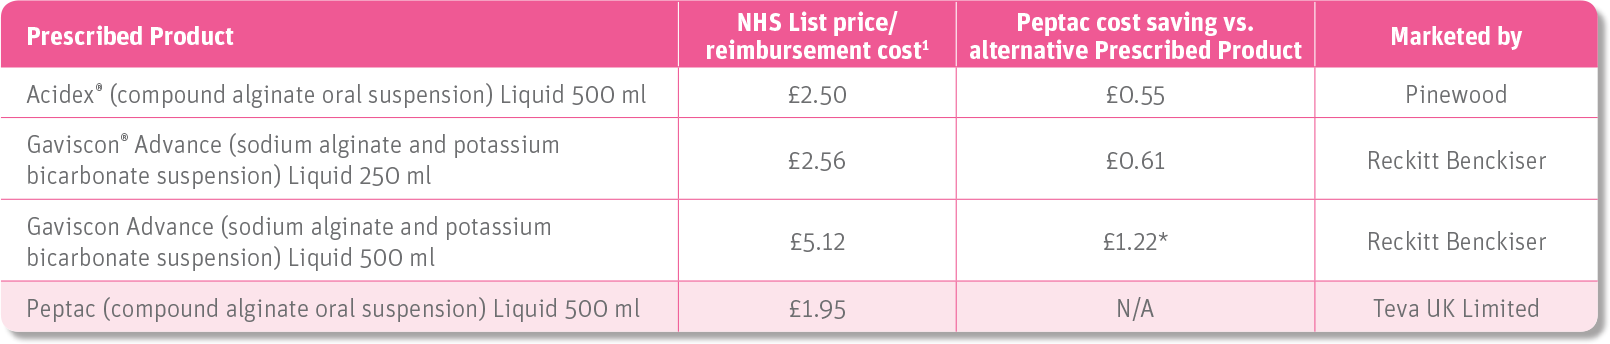 Prescribed Product
NHS List price/
reimbursement cost¹
Peptac cost saving vs.
alternative Prescribed Product
Marketed by
Acidex® (compound alginate oral suspension) Liquid 500 ml
£2.50
£0.55
Pinewood
Gaviscon® Advance (sodium alginate and potassium
bicarbonate suspension) Liquid 250 ml
£2.56
£0.61
Reckitt Benckiser
Gaviscon Advance (sodium alginate and potassium
bicarbonate suspension) Liquid 500 ml
£5.12
£1.22*
Reckitt Benckiser
Peptac (compound alginate oral suspension) Liquid 500 ml
£1.95
N/A
Teva UK Limited